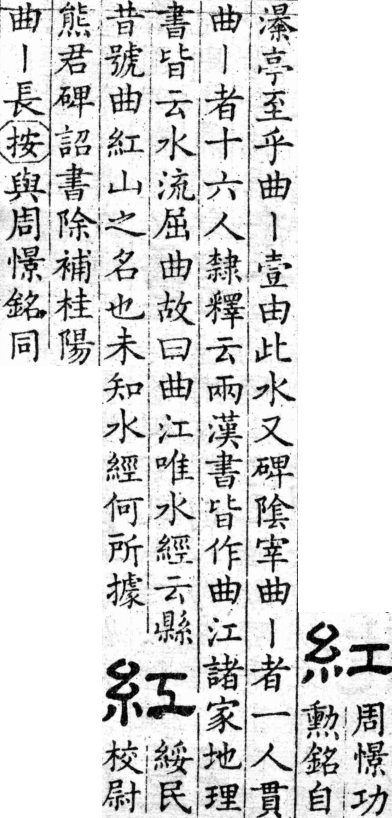 紅
周憬功
勳銘自
瀑亭至乎曲丨壹由此水又碑陰宰曲丨者一人貫
曲丨者十六人隸釋云兩漢書皆作曲江諸家地理
書皆云水流屈曲故曰曲江唯水經云縣
昔號曲紅山之名也未知水經何所據
紅
綏民
校尉
熊君碑詔書除補桂陽
曲丨長按與周憬銘同